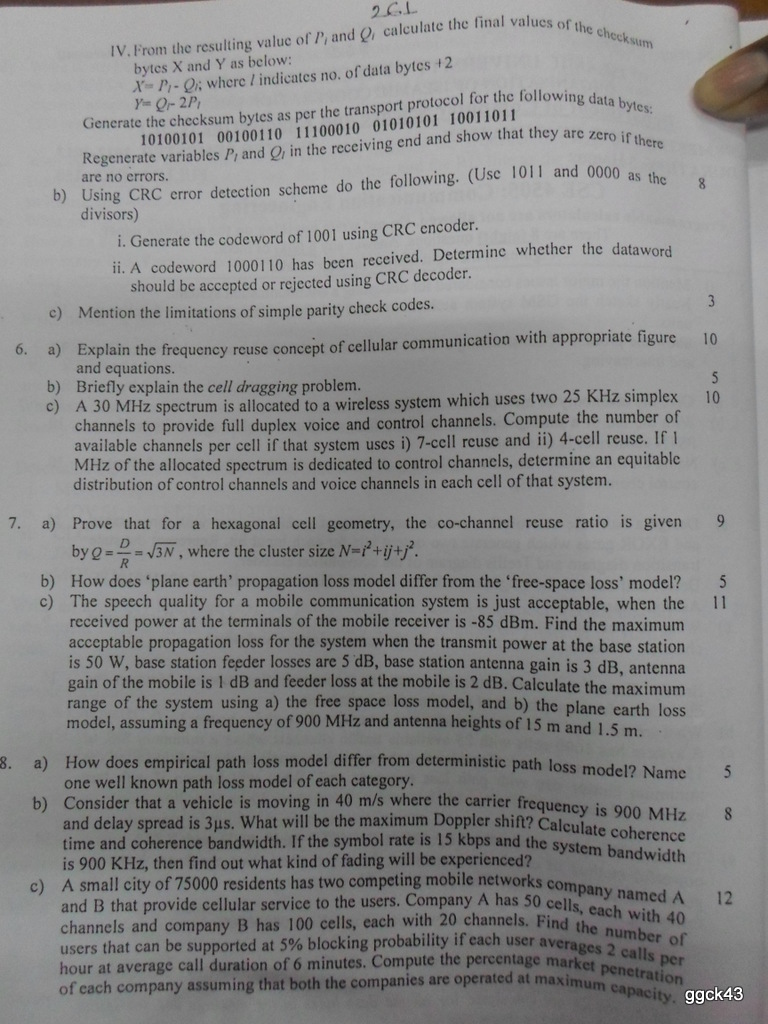 2.C.1
IV. From the resulting value of Pₗ and Qₗ calculate the final values of the checksum
bytes X and Y as below:
X= Pₗ - Qₗ; where l indicates no. of data bytes +2
Y= Qₗ- 2Pₗ
Generate the checksum bytes as per the transport protocol for the following data bytes:
10100101 00100110 11100010 01010101 10011011
Regenerate variables Pₗ and Qₗ in the receiving end and show that they are zero if there
are no errors.
b) Using CRC error detection scheme do the following. (Use 1011 and 0000 as the 8
divisors)
i. Generate the codeword of 1001 using CRC encoder.
ii. A codeword 1000110 has been received. Determine whether the dataword
should be accepted or rejected using CRC decoder.
c) Mention the limitations of simple parity check codes. 3
6. a) Explain the frequency reuse concept of cellular communication with appropriate figure 10
and equations.
b) Briefly explain the cell dragging problem. 5
c) A 30 MHz spectrum is allocated to a wireless system which uses two 25 KHz simplex 10
channels to provide full duplex voice and control channels. Compute the number of
available channels per cell if that system uses i) 7-cell reuse and ii) 4-cell reuse. If 1
MHz of the allocated spectrum is dedicated to control channels, determine an equitable
distribution of control channels and voice channels in each cell of that system.
7. a) Prove that for a hexagonal cell geometry, the co-channel reuse ratio is given 9
by Q = D/R = √3N, where the cluster size N=i²+ij+j².
b) How does 'plane earth' propagation loss model differ from the 'free-space loss' model? 5
c) The speech quality for a mobile communication system is just acceptable, when the 11
received power at the terminals of the mobile receiver is -85 dBm. Find the maximum
acceptable propagation loss for the system when the transmit power at the base station
is 50 W, base station feeder losses are 5 dB, base station antenna gain is 3 dB, antenna
gain of the mobile is 1 dB and feeder loss at the mobile is 2 dB. Calculate the maximum
range of the system using a) the free space loss model, and b) the plane earth loss
model, assuming a frequency of 900 MHz and antenna heights of 15 m and 1.5 m.
8. a) How does empirical path loss model differ from deterministic path loss model? Name 5
one well known path loss model of each category.
b) Consider that a vehicle is moving in 40 m/s where the carrier frequency is 900 MHz 8
and delay spread is 3μs. What will be the maximum Doppler shift? Calculate coherence
time and coherence bandwidth. If the symbol rate is 15 kbps and the system bandwidth
is 900 KHz, then find out what kind of fading will be experienced?
c) A small city of 75000 residents has two competing mobile networks company named A 12
and B that provide cellular service to the users. Company A has 50 cells, each with 40
channels and company B has 100 cells, each with 20 channels. Find the number of
users that can be supported at 5% blocking probability if each user averages 2 calls per
hour at average call duration of 6 minutes. Compute the percentage market penetration
of each company assuming that both the companies are operated at maximum capacity.
ggck43